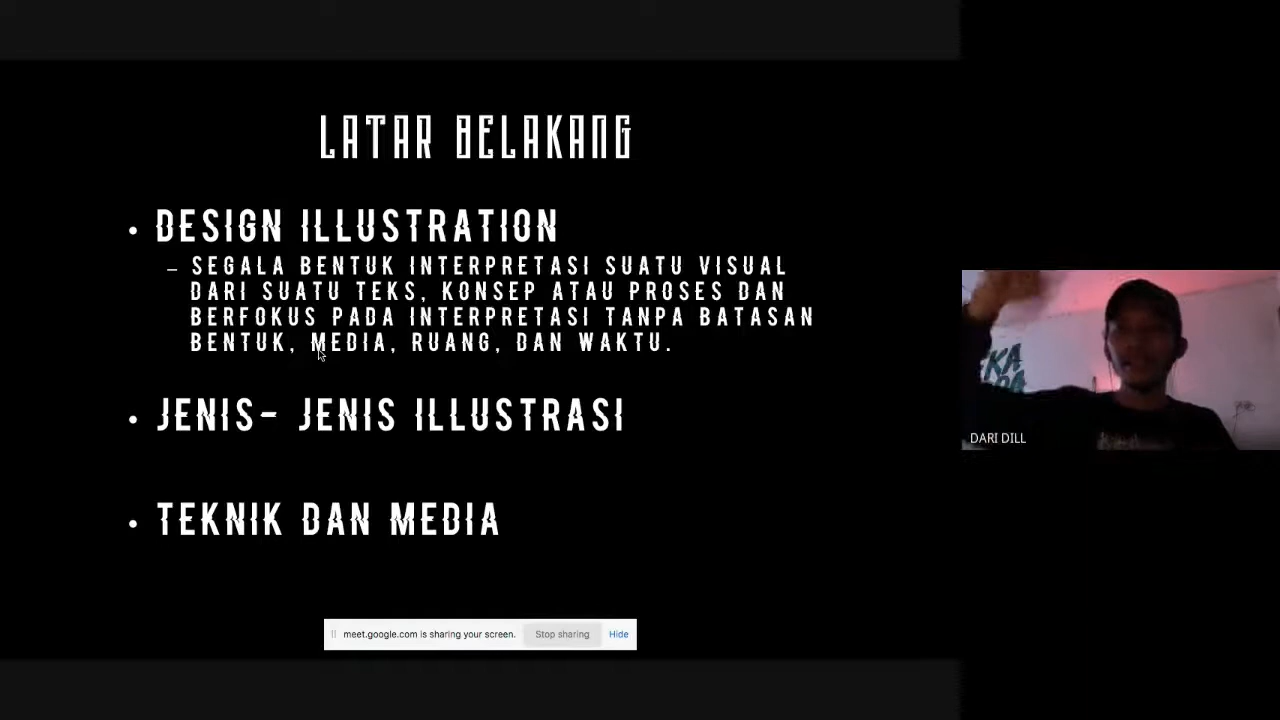 LATAR BELAKANG
• DESIGN ILLUSTRATION
– SEGALA BENTUK INTERPRETASI SUATU VISUAL
DARI SUATU TEKS, KONSEP ATAU PROSES DAN
BERFOKUS PADA INTERPRETASI TANPA BATASAN
BENTUK, MEDIA, RUANG, DAN WAKTU.
• JENIS- JENIS ILLUSTRASI
• TEKNIK DAN MEDIA
meet.google.com is sharing your screen. Stop sharing Hide
DARI DILL